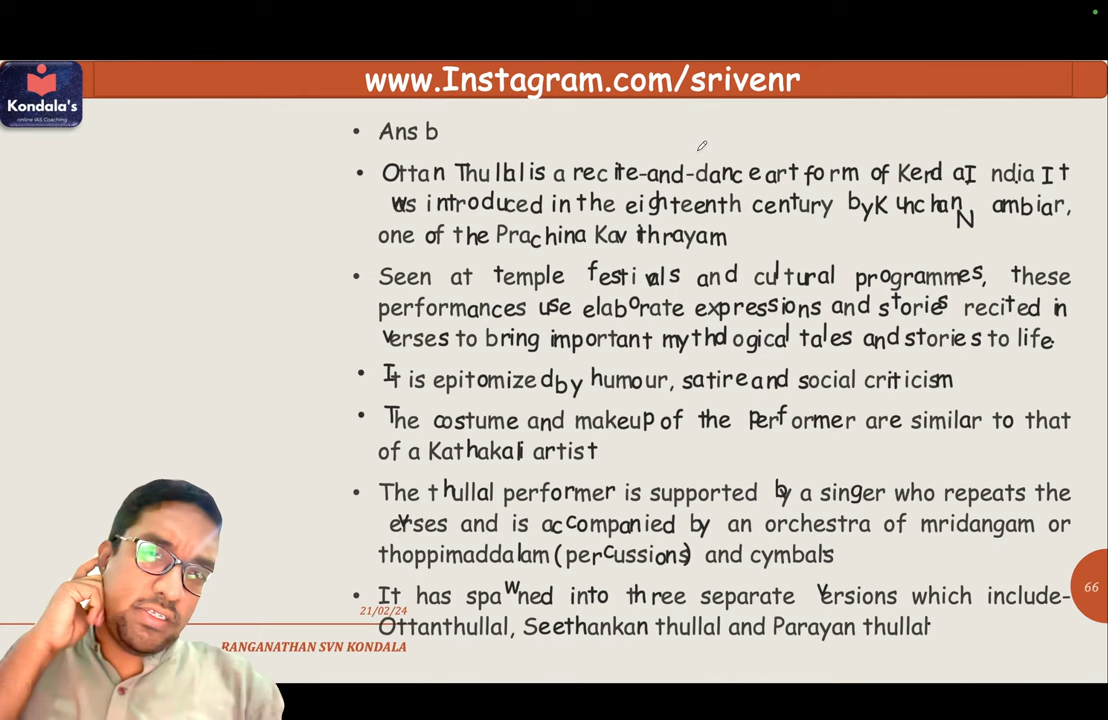 www.Instagram.com/srivenr
Kondala's
online IAS Coaching
• Ans b
• Ottan Thullal is a recite-and-dance art form of Kerala India It
was introduced in the eighteenth century by Kunchan Nambiar,
one of the Prachina Kavithrayam
• Seen at temple festivals and cultural programmes, these
performances use elaborate expressions and stories recited in
verses to bring important mythological tales and stories to life.
• It is epitomized by humour, satire and social criticism
• The costume and makeup of the performer are similar to that
of a Kathakali artist
• The thullal performer is supported by a singer who repeats the
verses and is accompanied by an orchestra of mridangam or
thoppimaddalam (percussions) and cymbals
• It has spawned into three separate versions which include-
Ottanthullal, Seethankan thullal and Parayan thullal
21/02/24
RANGANATHAN SVN KONDALA
66